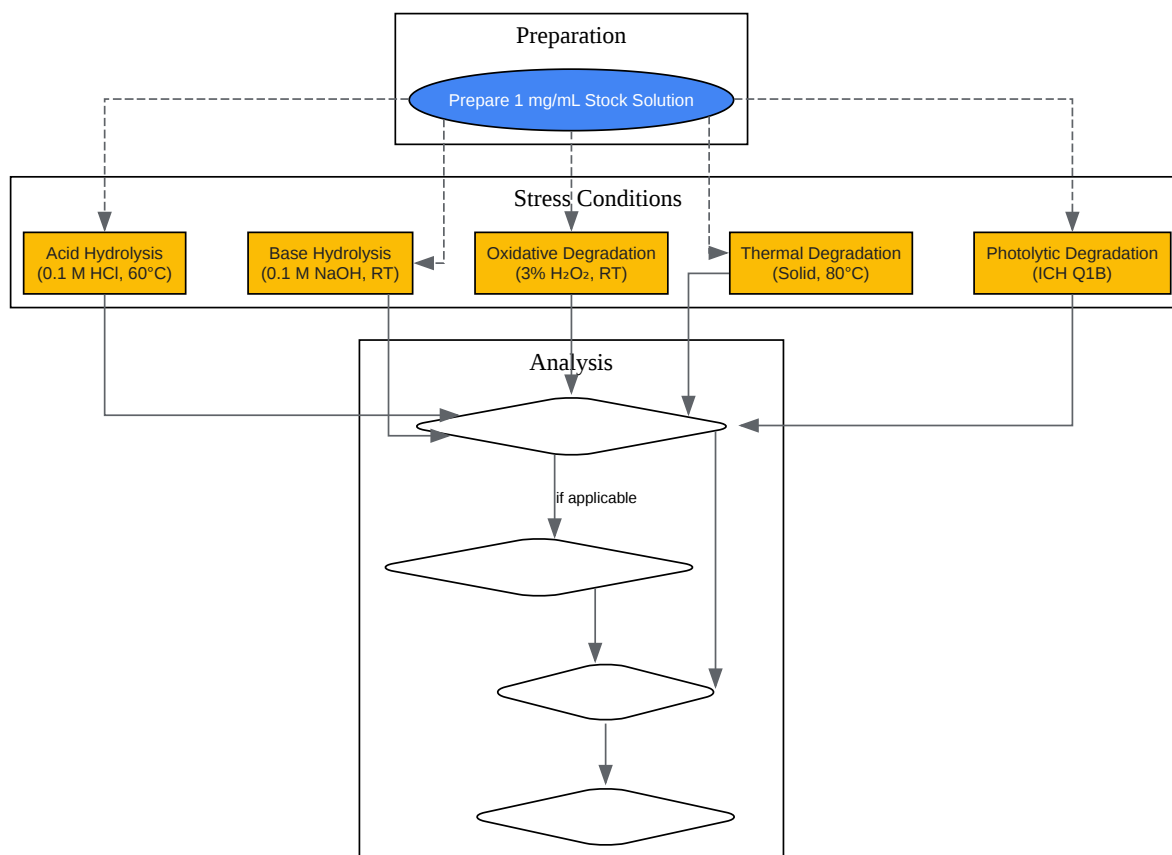 Preparation
Prepare 1 mg/mL Stock Solution
Stress Conditions
Acid Hydrolysis
(0.1 M HCl, 60°C)
Base Hydrolysis
(0.1 M NaOH, RT)
Oxidative Degradation
(3% H₂O₂, RT)
Thermal Degradation
(Solid, 80°C)
Photolytic Degradation
(ICH Q1B)
Analysis
if applicable